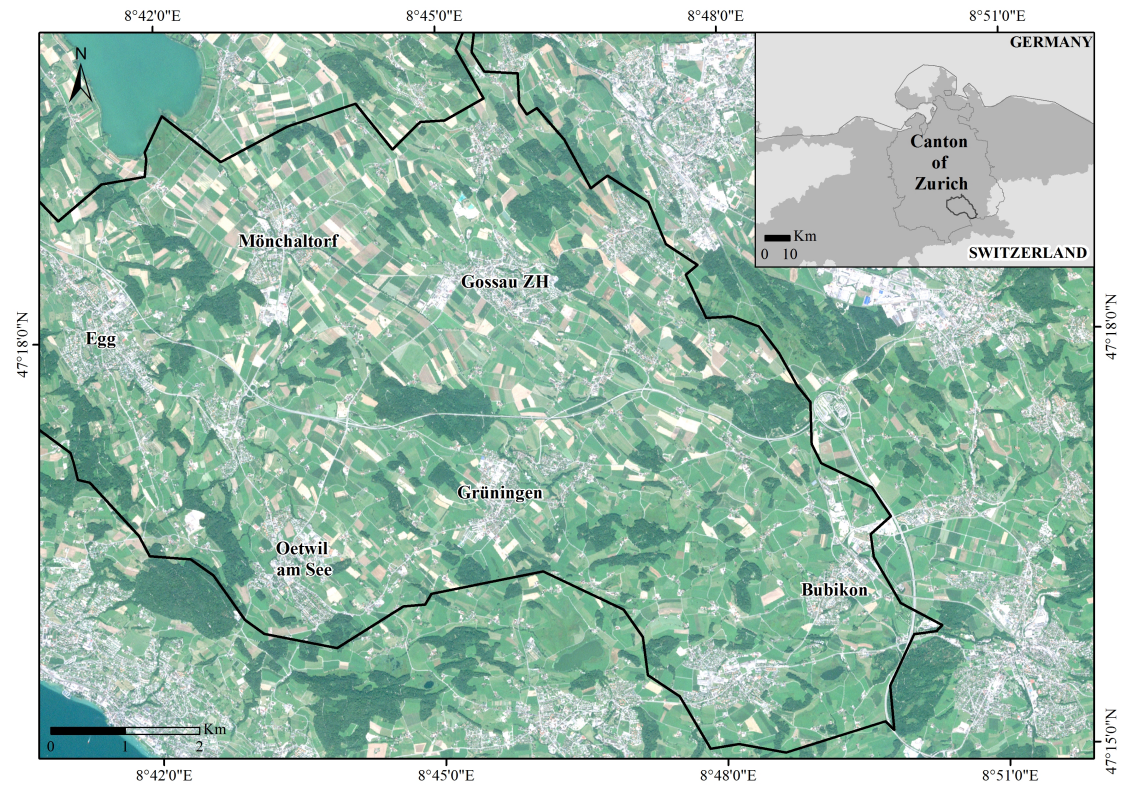 8°42'0"E
8°45'0"E
8°48'0"E
8°51'0"E
N
GERMANY
Canton
of
Zurich
Km
0 10
SWITZERLAND
Mönchaltorf
Gossau ZH
Egg
47°18'0"N
47°18'0"N
Grüningen
Oetwil
am See
Bubikon
Km
0 1 2
47°15'0"N
8°42'0"E
8°45'0"E
8°48'0"E
8°51'0"E